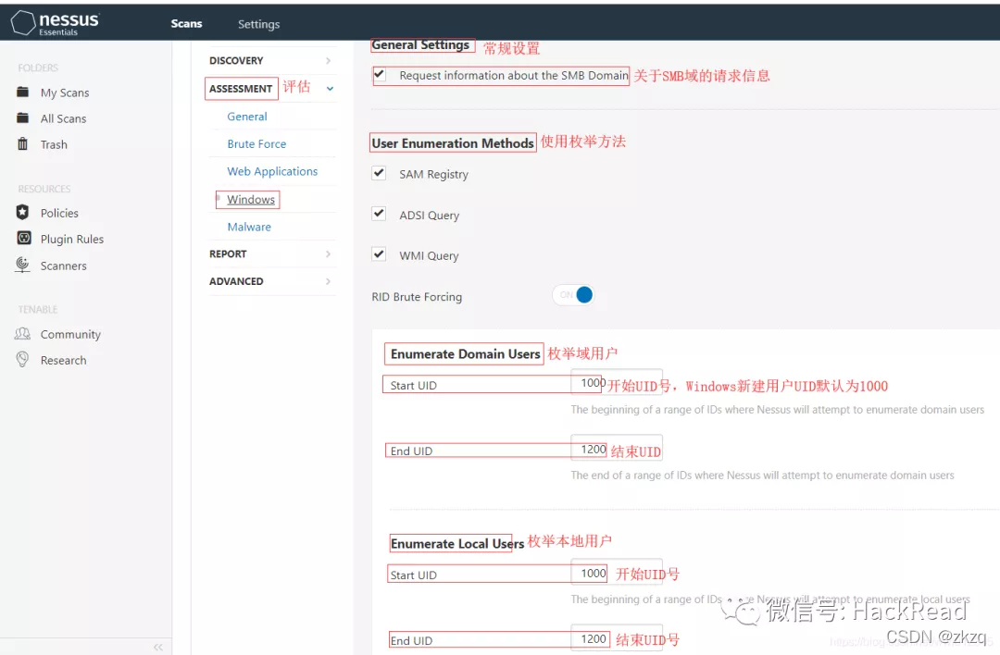 nessus
Essentials
Scans
Settings
FOLDERS
My Scans
All Scans
Trash
RESOURCES
Policies
Plugin Rules
Scanners
TENABLE
Community
Research
DISCOVERY
ASSESSMENT 评估
General
Brute Force
Web Applications
Windows
Malware
REPORT
ADVANCED
General Settings 常规设置
Request information about the SMB Domain 关于SMB域的请求信息
User Enumeration Methods 使用枚举方法
SAM Registry
ADSI Query
WMI Query
RID Brute Forcing ON
Enumerate Domain Users 枚举域用户
Start UID 1000 开始UID号，Windows新建用户UID默认为1000
The beginning of a range of IDs where Nessus will attempt to enumerate domain users
End UID 1200 结束UID
The end of a range of IDs where Nessus will attempt to enumerate domain users
Enumerate Local Users 枚举本地用户
Start UID 1000 开始UID号
The beginning of a range of IDs where Nessus will attempt to enumerate local users
微信号: HackRead
End UID 1200 结束UID号
CSDN @zkzq